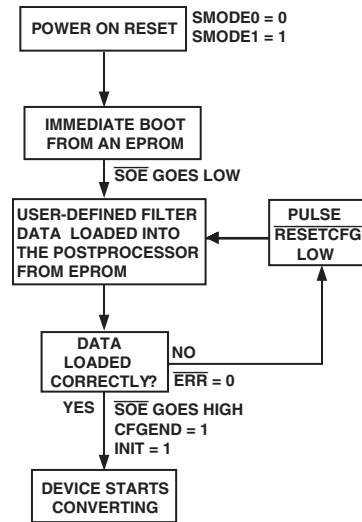 POWER ON RESET
SMODE0 = 0
SMODE1 = 1
IMMEDIATE BOOT
FROM AN EPROM
SOE GOES LOW
USER-DEFINED FILTER
DATA LOADED INTO
THE POSTPROCESSOR
FROM EPROM
PULSE
RESETCFG
LOW
DATA
LOADED
CORRECTLY?
NO
ERR = 0
YES
SOE GOES HIGH
CFGEND = 1
INIT = 1
DEVICE STARTS
CONVERTING